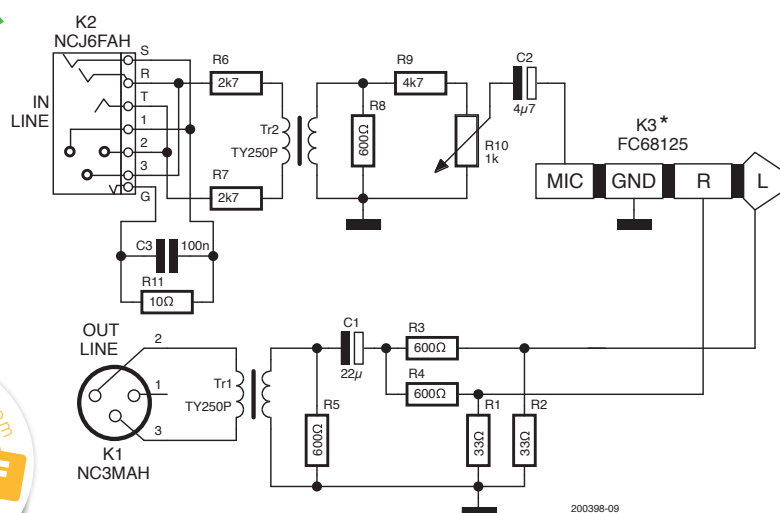 K2
NCJ6FAH
IN
LINE
S
R
T
1
2
3
G
R6
2k7
R7
2k7
Tr2
TY250P
R8
600Ω
R9
4k7
R10
1k
C2
4µ7
K3*
FC68125
MIC
GND
R
L
C3
100n
R11
10Ω
OUT
LINE
2
1
3
K1
NC3MAH
Tr1
TY250P
R5
600Ω
C1
22µ
R3
600Ω
R4
600Ω
R1
33Ω
R2
33Ω
200398-09